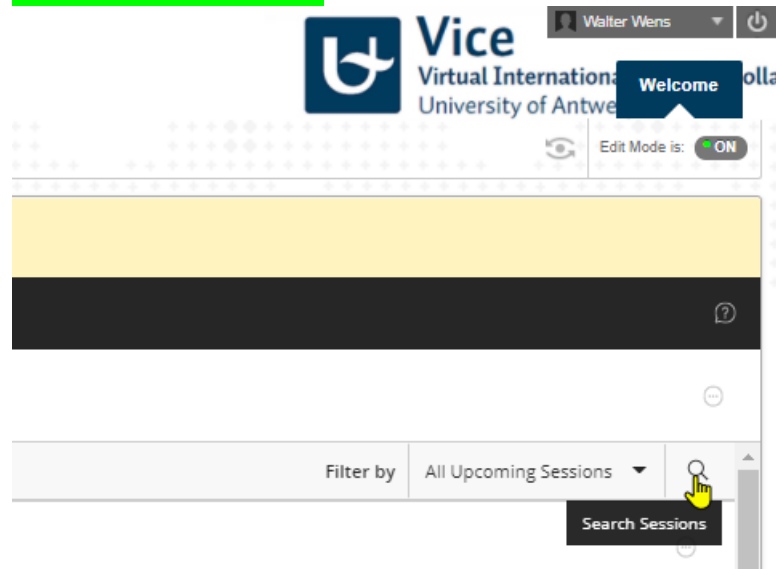 Walter Wens
Vice
Virtual Internationa olla
University of Antwe
Welcome
Edit Mode is: ON
Filter by All Upcoming Sessions
Search Sessions